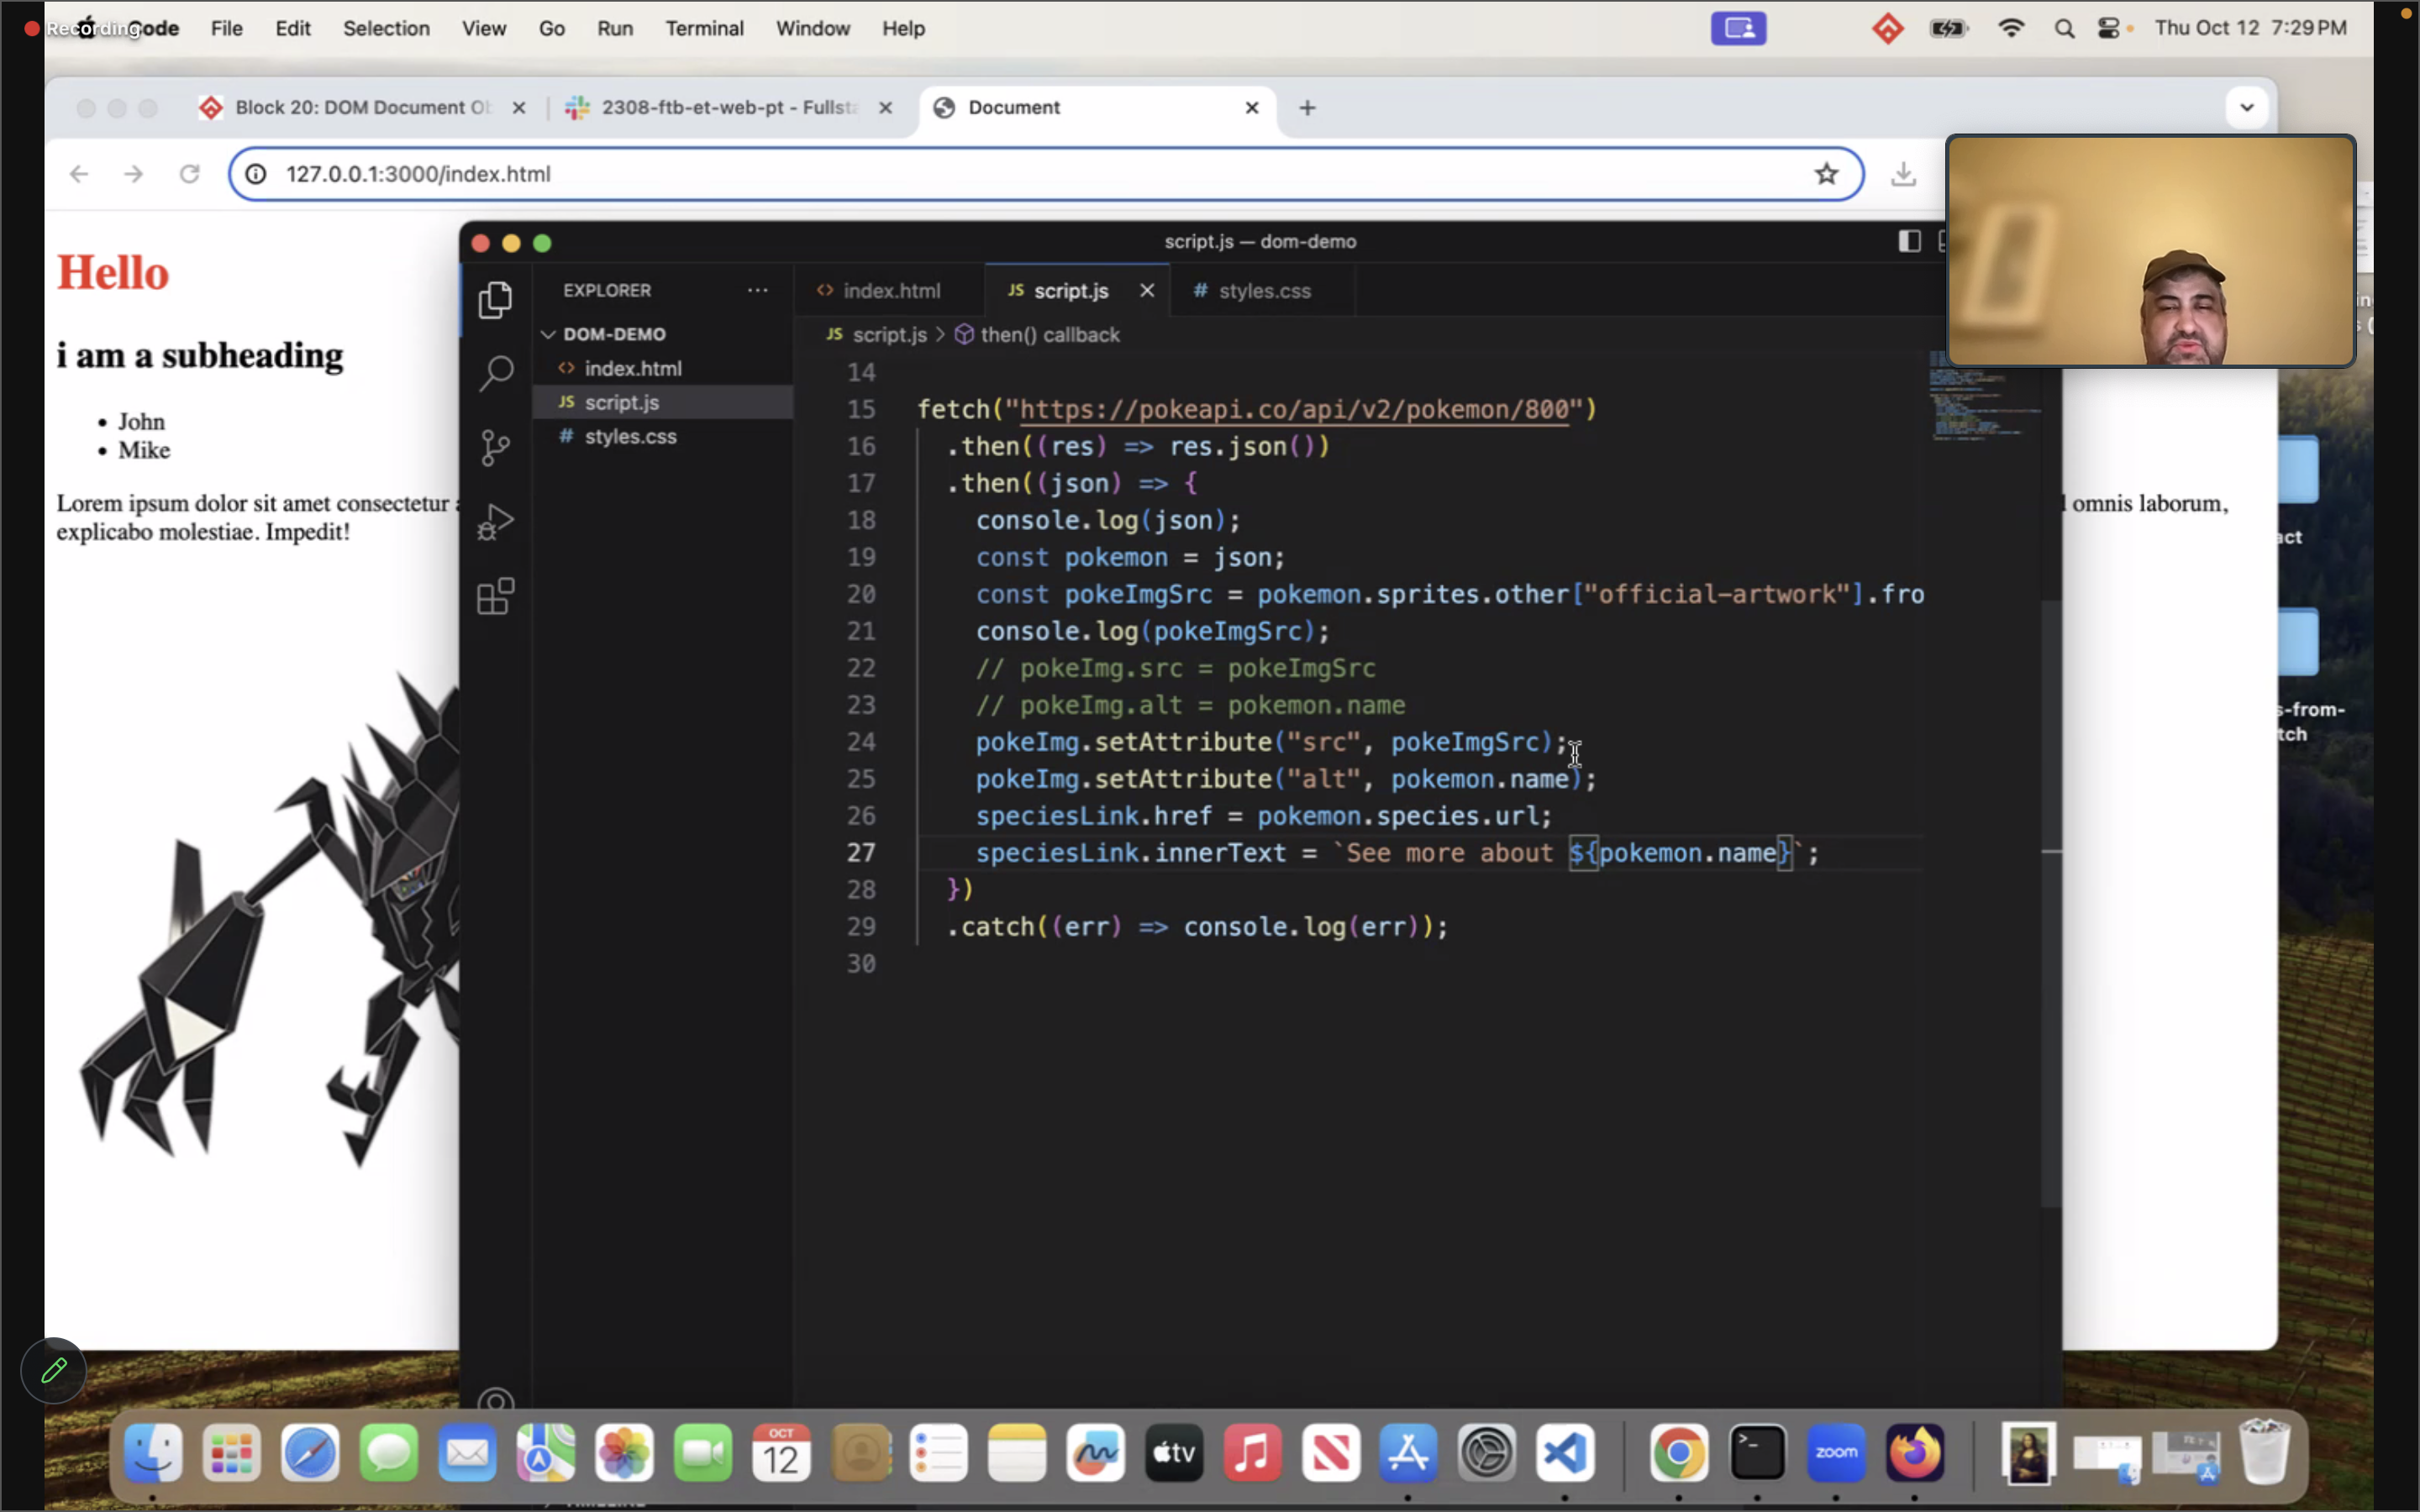 Recording
Code File Edit Selection View Go Run Terminal Window Help
Thu Oct 12 7:29 PM
Block 20: DOM Document Ob
2308-ftb-et-web-pt - Fullsta
Document
127.0.0.1:3000/index.html
Hello
i am a subheading
• John
• Mike
Lorem ipsum dolor sit amet consectetur
omnis laborum,
explicabo molestiae. Impedit!
script.js — dom-demo
EXPLORER
DOM-DEMO
index.html
JS script.js
# styles.css
index.html
JS script.js
# styles.css
JS script.js > then() callback
14
15 fetch("https://pokeapi.co/api/v2/pokemon/800")
16 .then((res) => res.json())
17 .then((json) => {
18 console.log(json);
19 const pokemon = json;
20 const pokeImgSrc = pokemon.sprites.other["official-artwork"].fro
21 console.log(pokeImgSrc);
22 // pokeImg.src = pokeImgSrc
23 // pokeImg.alt = pokemon.name
24 pokeImg.setAttribute("src", pokeImgSrc);
25 pokeImg.setAttribute("alt", pokemon.name);
26 speciesLink.href = pokemon.species.url;
27 speciesLink.innerText = `See more about ${pokemon.name}`;
28 })
29 .catch((err) => console.log(err));
30
act
s-from-
tch
OCT
12
tv
zoom